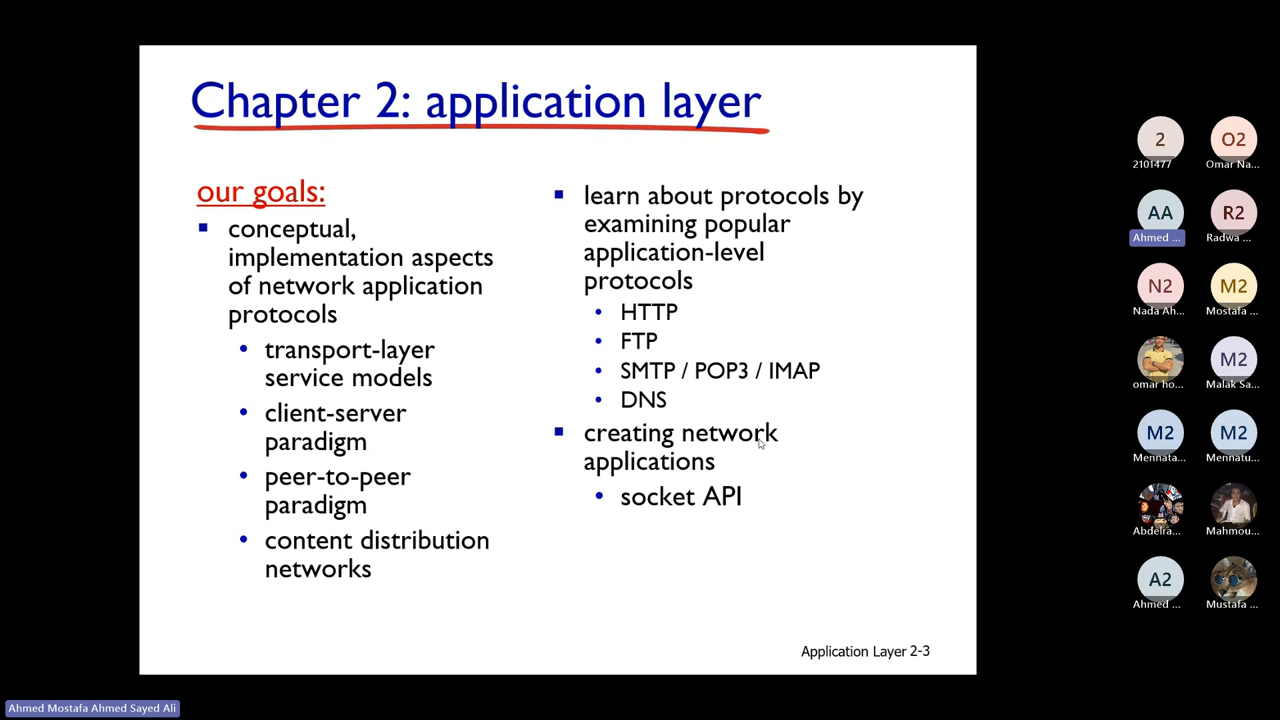 Chapter 2: application layer
our goals:
conceptual,
implementation aspects
of network application
protocols
transport-layer
service models
client-server
paradigm
peer-to-peer
paradigm
content distribution
networks
learn about protocols by
examining popular
application-level
protocols
HTTP
FTP
SMTP / POP3 / IMAP
DNS
creating network
applications
socket API
Application Layer 2-3
2
O2
2101477
Omar Na...
AA
R2
Ahmed ...
Radwa ...
N2
M2
Nada Ah...
Mostafa ...
M2
omar ho...
Malak Sa...
M2
M2
Mennata...
Mennatu...
Abdelra...
Mahmou...
A2
Ahmed ...
Mustafa ...
Ahmed Mostafa Ahmed Sayed Ali